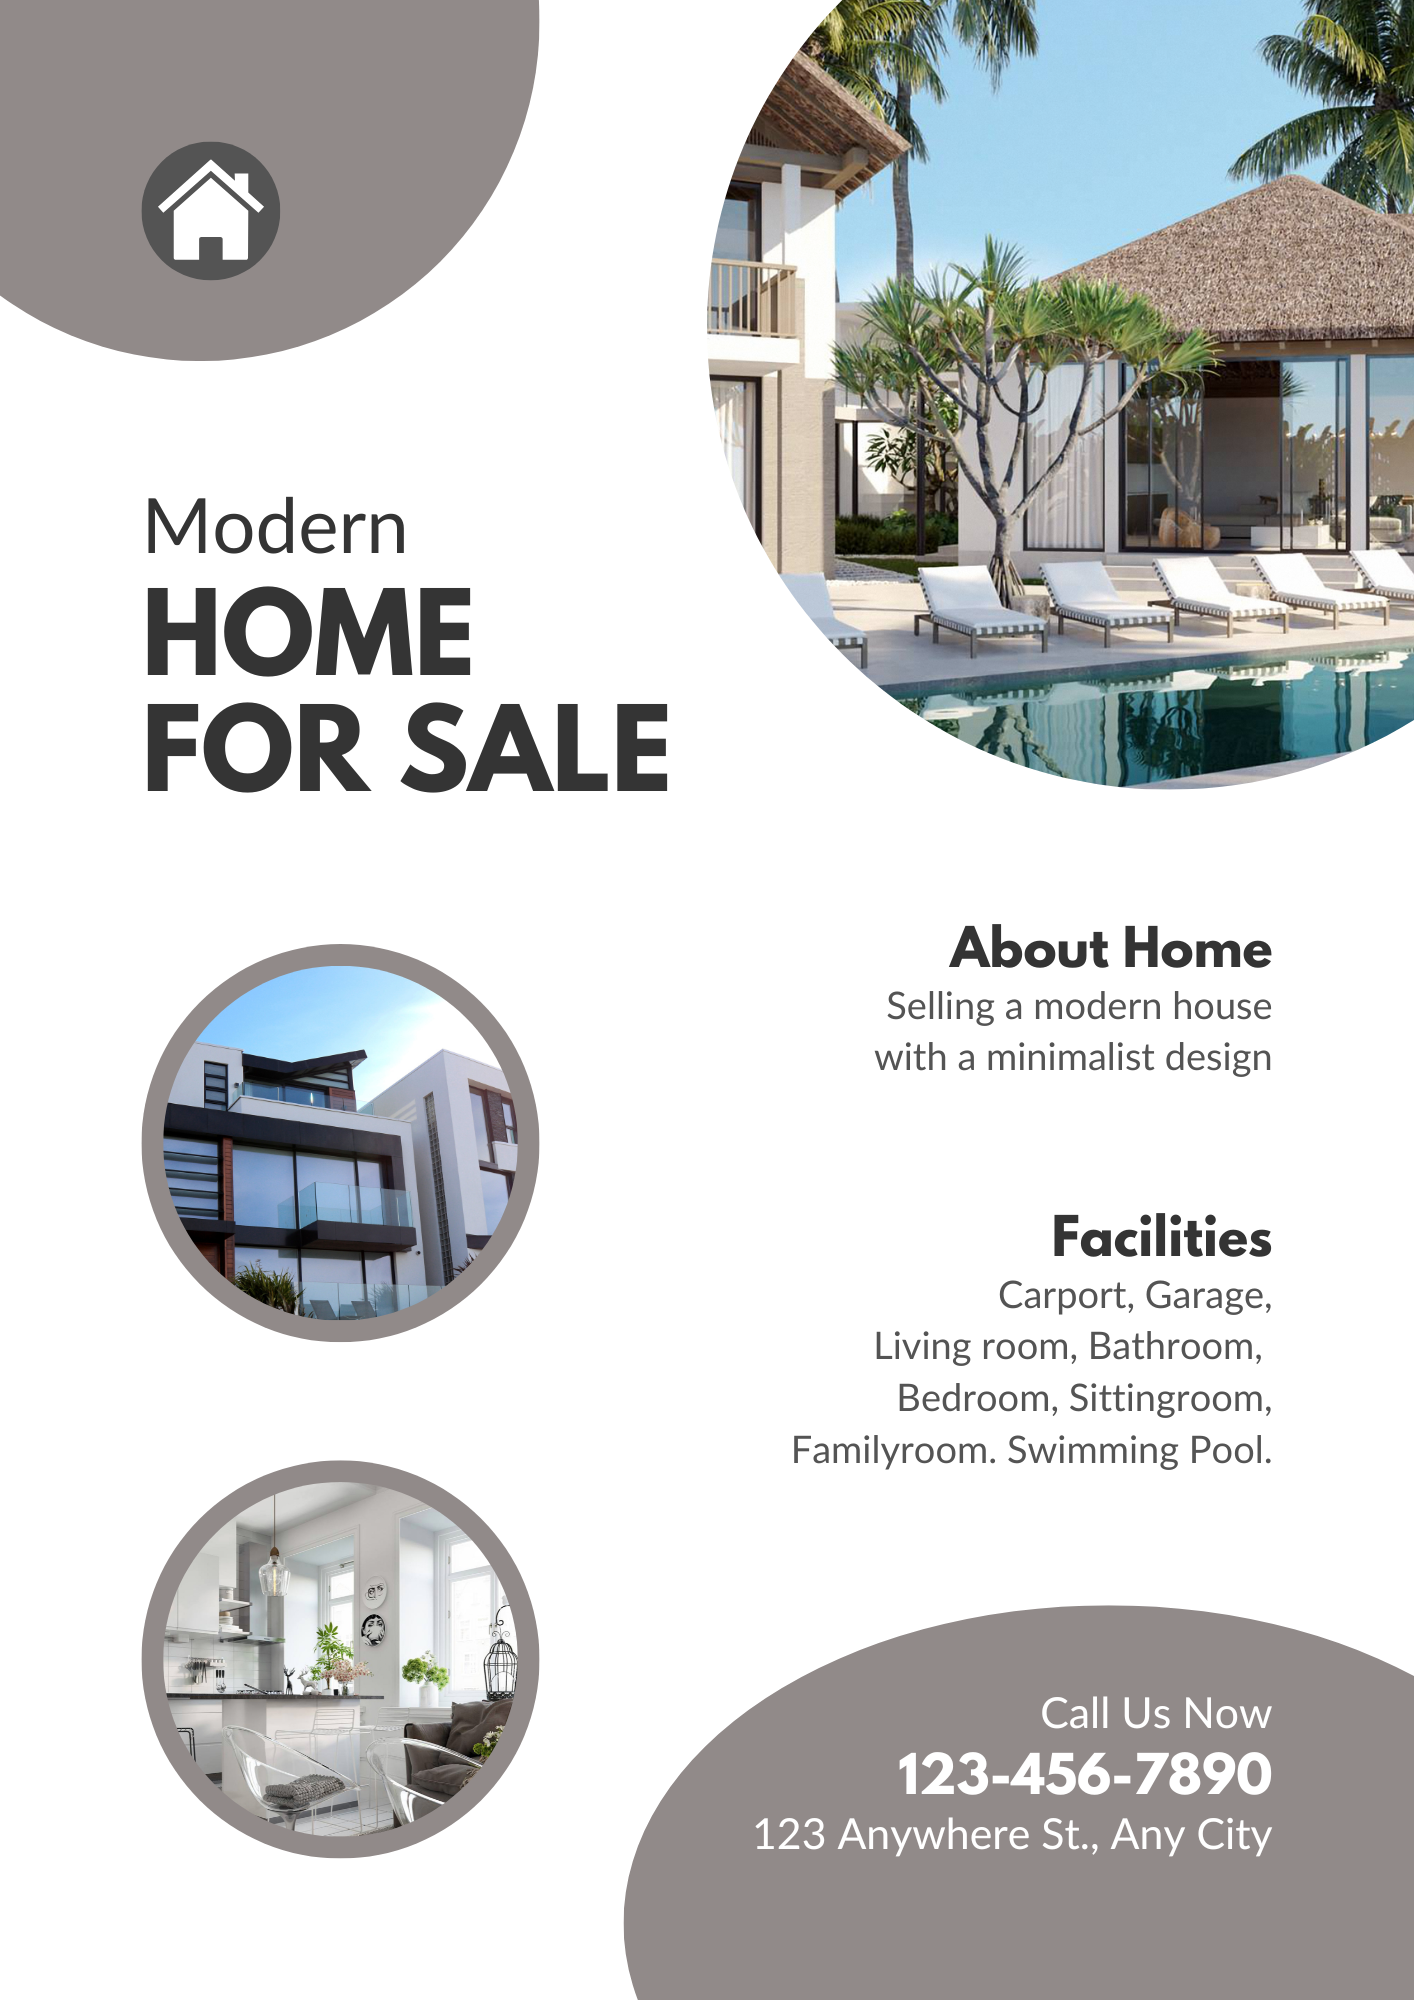 Modern
HOME
FOR SALE
About Home
Selling a modern house
with a minimalist design
Facilities
Carport, Garage,
Living room, Bathroom,
Bedroom, Sittingroom,
Familyroom. Swimming Pool.
Call Us Now
123-456-7890
123 Anywhere St., Any City